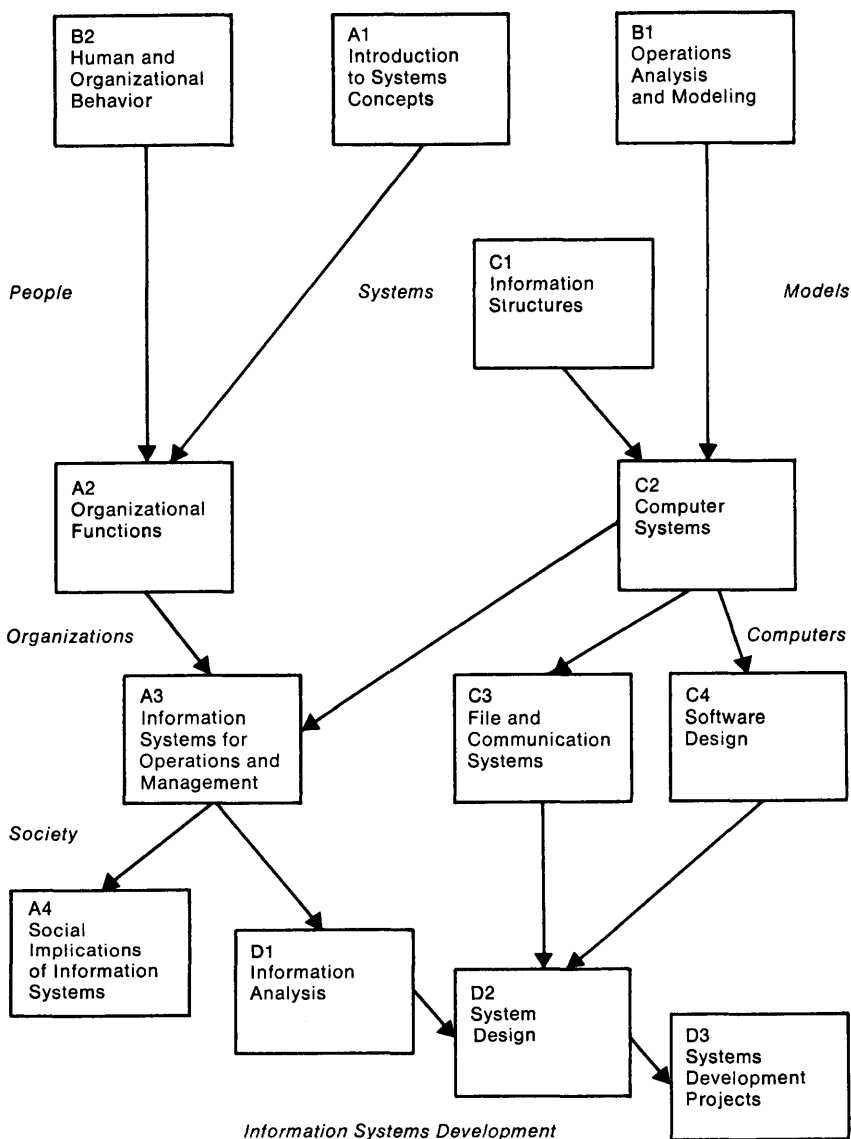 B2
Human and
Organizational
Behavior
A1
Introduction
to Systems
Concepts
B1
Operations
Analysis
and Modeling
People
Systems
C1
Information
Structures
Models
A2
Organizational
Functions
C2
Computer
Systems
Organizations
Computers
A3
Information
Systems for
Operations and
Management
C3
File and
Communication
Systems
C4
Software
Design
Society
A4
Social
Implications
of Information
Systems
D1
Information
Analysis
D2
System
Design
D3
Systems
Development
Projects
Information Systems Development